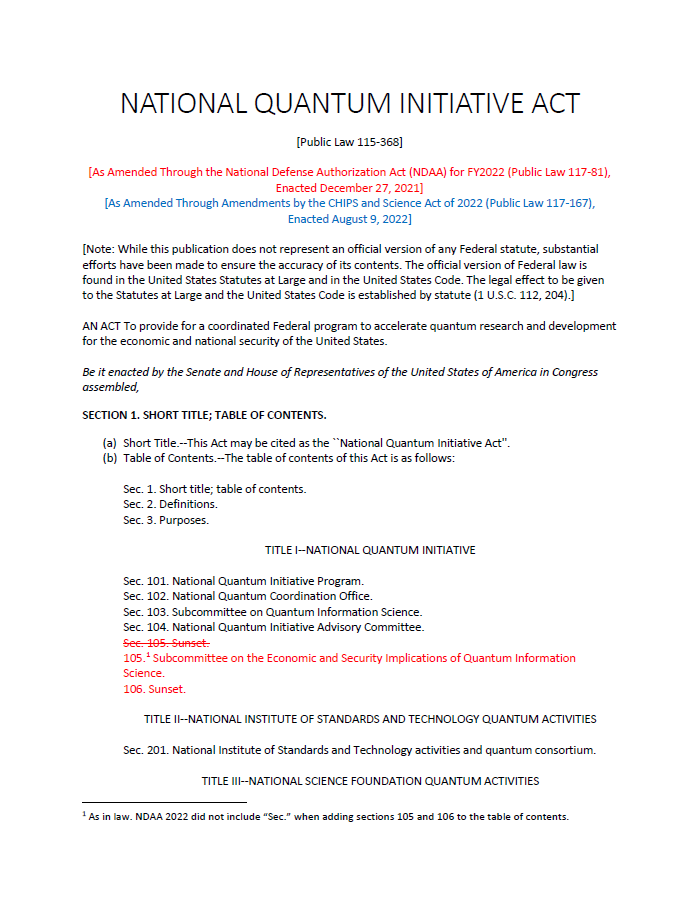 NATIONAL QUANTUM INITIATIVE ACT
[Public Law 115-368]
[As Amended Through the National Defense Authorization Act (NDAA) for FY2022 (Public Law 117-81),
Enacted December 27, 2021]
[As Amended Through Amendments by the CHIPS and Science Act of 2022 (Public Law 117-167),
Enacted August 9, 2022]
[Note: While this publication does not represent an official version of any Federal statute, substantial
efforts have been made to ensure the accuracy of its contents. The official version of Federal law is
found in the United States Statutes at Large and in the United States Code. The legal effect to be given
to the Statutes at Large and the United States Code is established by statute (1 U.S.C. 112, 204).]
AN ACT To provide for a coordinated Federal program to accelerate quantum research and development
for the economic and national security of the United States.
Be it enacted by the Senate and House of Representatives of the United States of America in Congress
assembled,
SECTION 1. SHORT TITLE; TABLE OF CONTENTS.
(a) Short Title.--This Act may be cited as the ``National Quantum Initiative Act''.
(b) Table of Contents.--The table of contents of this Act is as follows:
Sec. 1. Short title; table of contents.
Sec. 2. Definitions.
Sec. 3. Purposes.
TITLE I--NATIONAL QUANTUM INITIATIVE
Sec. 101. National Quantum Initiative Program.
Sec. 102. National Quantum Coordination Office.
Sec. 103. Subcommittee on Quantum Information Science.
Sec. 104. National Quantum Initiative Advisory Committee.
Sec. 105. Sunset.
105.¹ Subcommittee on the Economic and Security Implications of Quantum Information
Science.
106. Sunset.
TITLE II--NATIONAL INSTITUTE OF STANDARDS AND TECHNOLOGY QUANTUM ACTIVITIES
Sec. 201. National Institute of Standards and Technology activities and quantum consortium.
TITLE III--NATIONAL SCIENCE FOUNDATION QUANTUM ACTIVITIES
¹ As in law. NDAA 2022 did not include “Sec.” when adding sections 105 and 106 to the table of contents.